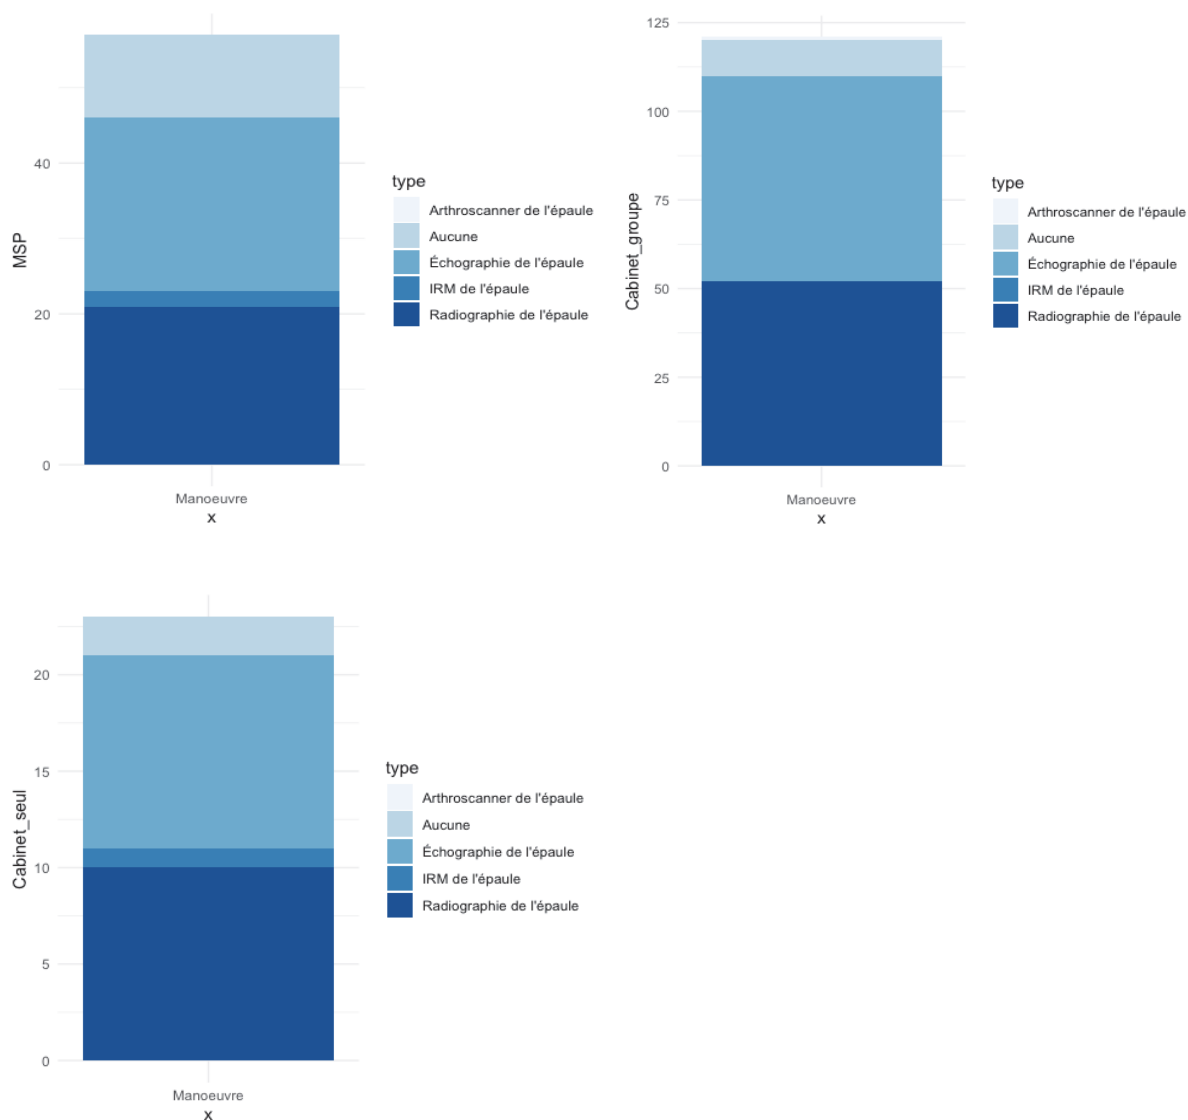 MSP
40
20
0
Manoeuvre
x
type
Arthroscanner de l'épaule
Aucune
Échographie de l'épaule
IRM de l'épaule
Radiographie de l'épaule
Cabinet_groupe
125
100
75
50
25
0
Manoeuvre
x
type
Arthroscanner de l'épaule
Aucune
Échographie de l'épaule
IRM de l'épaule
Radiographie de l'épaule
Cabinet_seul
20
15
10
5
0
Manoeuvre
x
type
Arthroscanner de l'épaule
Aucune
Échographie de l'épaule
IRM de l'épaule
Radiographie de l'épaule